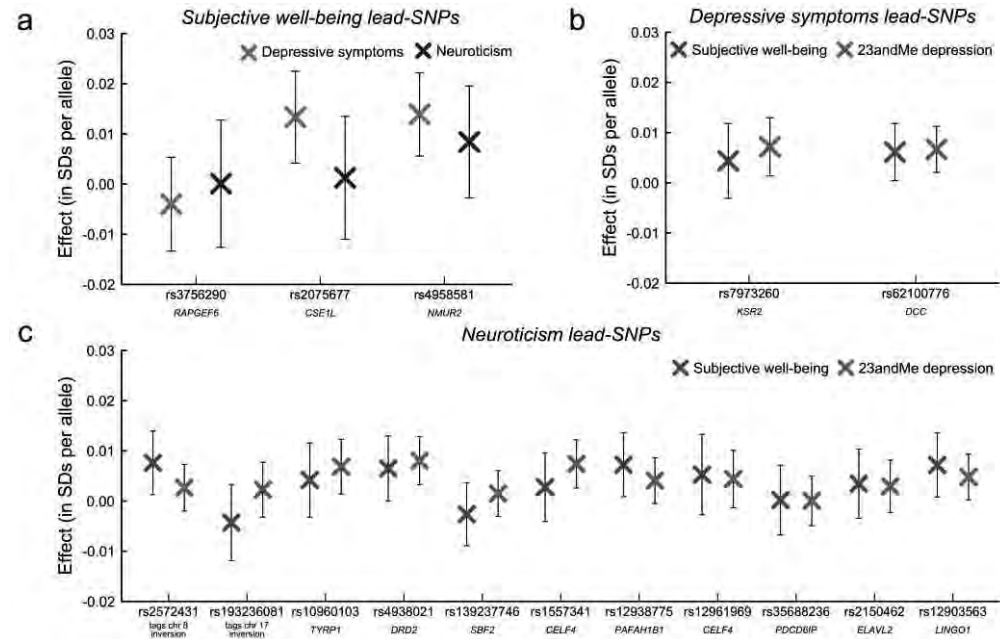 a
Subjective well-being lead-SNPs
Effect (in SDs per allele)
0.03
0.02
0.01
0.00
-0.01
-0.02
Depressive symptoms
Neuroticism
rs3756290
rs2075677
rs4958581
RAPGEF6
CSE1L
NMUR2
b
Depressive symptoms lead-SNPs
Effect (in SDs per allele)
0.03
0.02
0.01
0.00
-0.01
-0.02
Subjective well-being
23andMe depression
rs7973260
rs62100776
KSR2
DCC
c
Neuroticism lead-SNPs
Effect (in SDs per allele)
0.03
0.02
0.01
0.00
-0.01
-0.02
Subjective well-being
23andMe depression
rs2572431
rs193236081
rs10960103
rs4938021
rs139237746
rs1557341
rs12938775
rs12961969
rs35688236
rs2150462
rs12903563
tags chr 8
inversion
tags chr 17
inversion
TYRP1
DRD2
SBF2
CELF4
PAFAH1B1
CELF4
PDCD6IP
ELAVL2
LINGO1